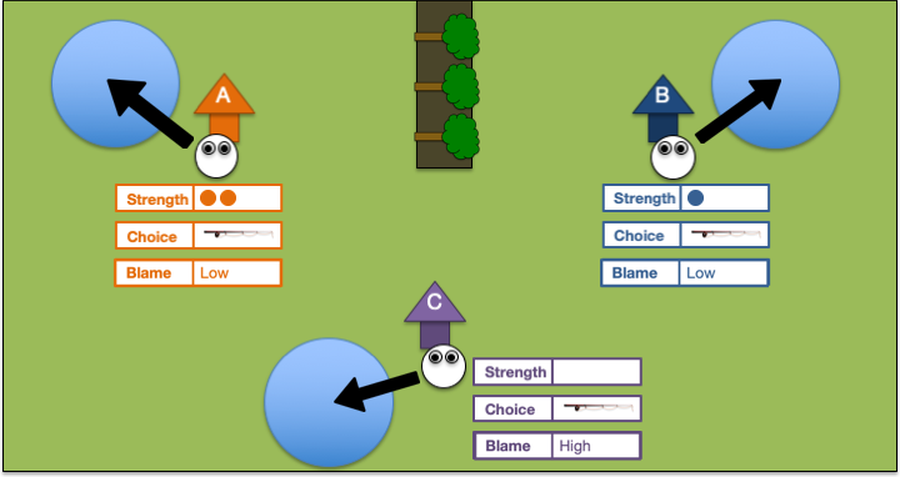 A
B
Strength
Choice
Blame Low
Strength
Choice
Blame Low
C
Strength
Choice
Blame High